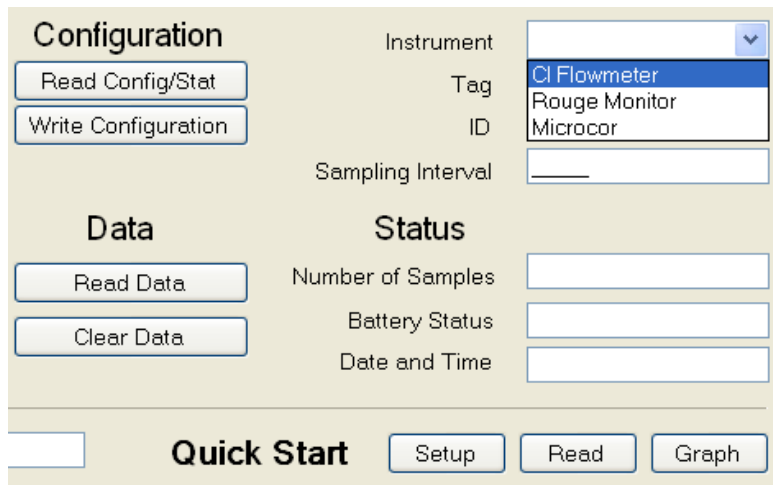 Configuration
Instrument
Read Config/Stat
Tag
CI Flowmeter
Rouge Monitor
Write Configuration
ID
Microcor
Sampling Interval
Data
Status
Read Data
Number of Samples
Clear Data
Battery Status
Date and Time
Quick Start
Setup
Read
Graph